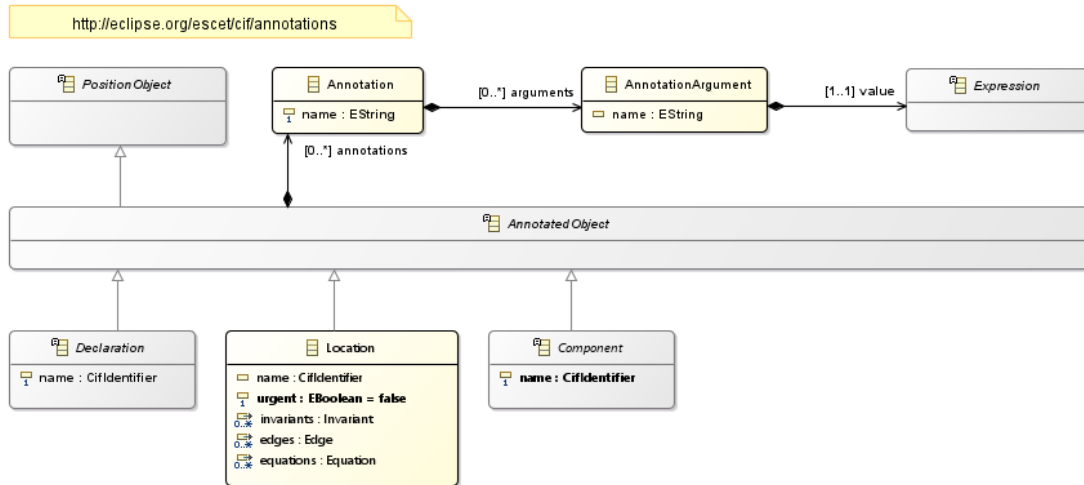 http://eclipse.org/escet/cif/annotations
PositionObject
Annotation
name : EString
[0..*] arguments
AnnotationArgument
name : EString
[1..1] value
Expression
[0..*] annotations
AnnotatedObject
Declaration
name : CifIdentifier
Location
name : CifIdentifier
urgent : EBoolean = false
invariants : Invariant
edges : Edge
equations : Equation
Component
name : CifIdentifier